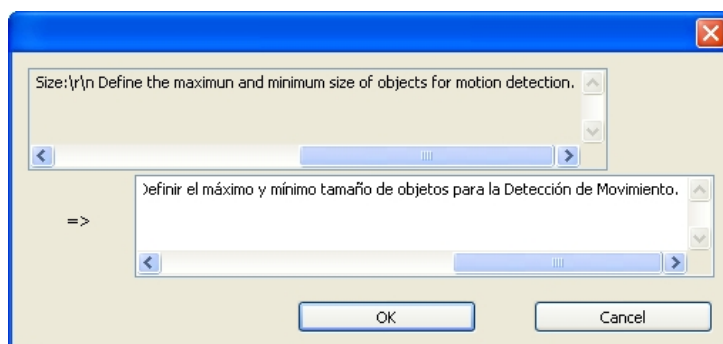 Size:\r\n Define the maximun and minimum size of objects for motion detection.
=>
Definir el máximo y mínimo tamaño de objetos para la Detección de Movimiento.
OK
Cancel